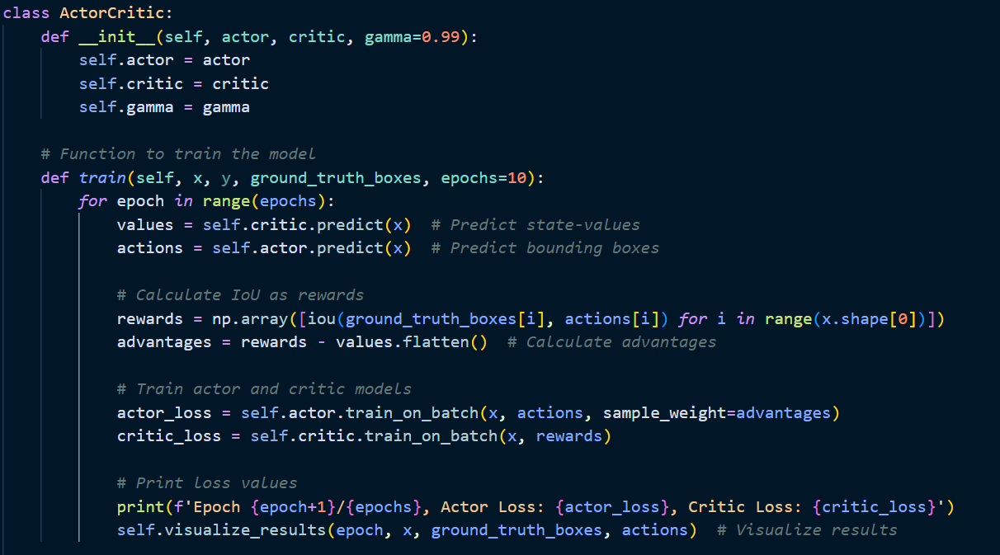 class ActorCritic:
    def __init__(self, actor, critic, gamma=0.99):
        self.actor = actor
        self.critic = critic
        self.gamma = gamma

    # Function to train the model
    def train(self, x, y, ground_truth_boxes, epochs=10):
        for epoch in range(epochs):
            values = self.critic.predict(x)  # Predict state-values
            actions = self.actor.predict(x)  # Predict bounding boxes

            # Calculate IoU as rewards
            rewards = np.array([iou(ground_truth_boxes[i], actions[i]) for i in range(x.shape[0])])
            advantages = rewards - values.flatten()  # Calculate advantages

            # Train actor and critic models
            actor_loss = self.actor.train_on_batch(x, actions, sample_weight=advantages)
            critic_loss = self.critic.train_on_batch(x, rewards)

            # Print loss values
            print(f'Epoch {epoch+1}/{epochs}, Actor Loss: {actor_loss}, Critic Loss: {critic_loss}')
            self.visualize_results(epoch, x, ground_truth_boxes, actions)  # Visualize results